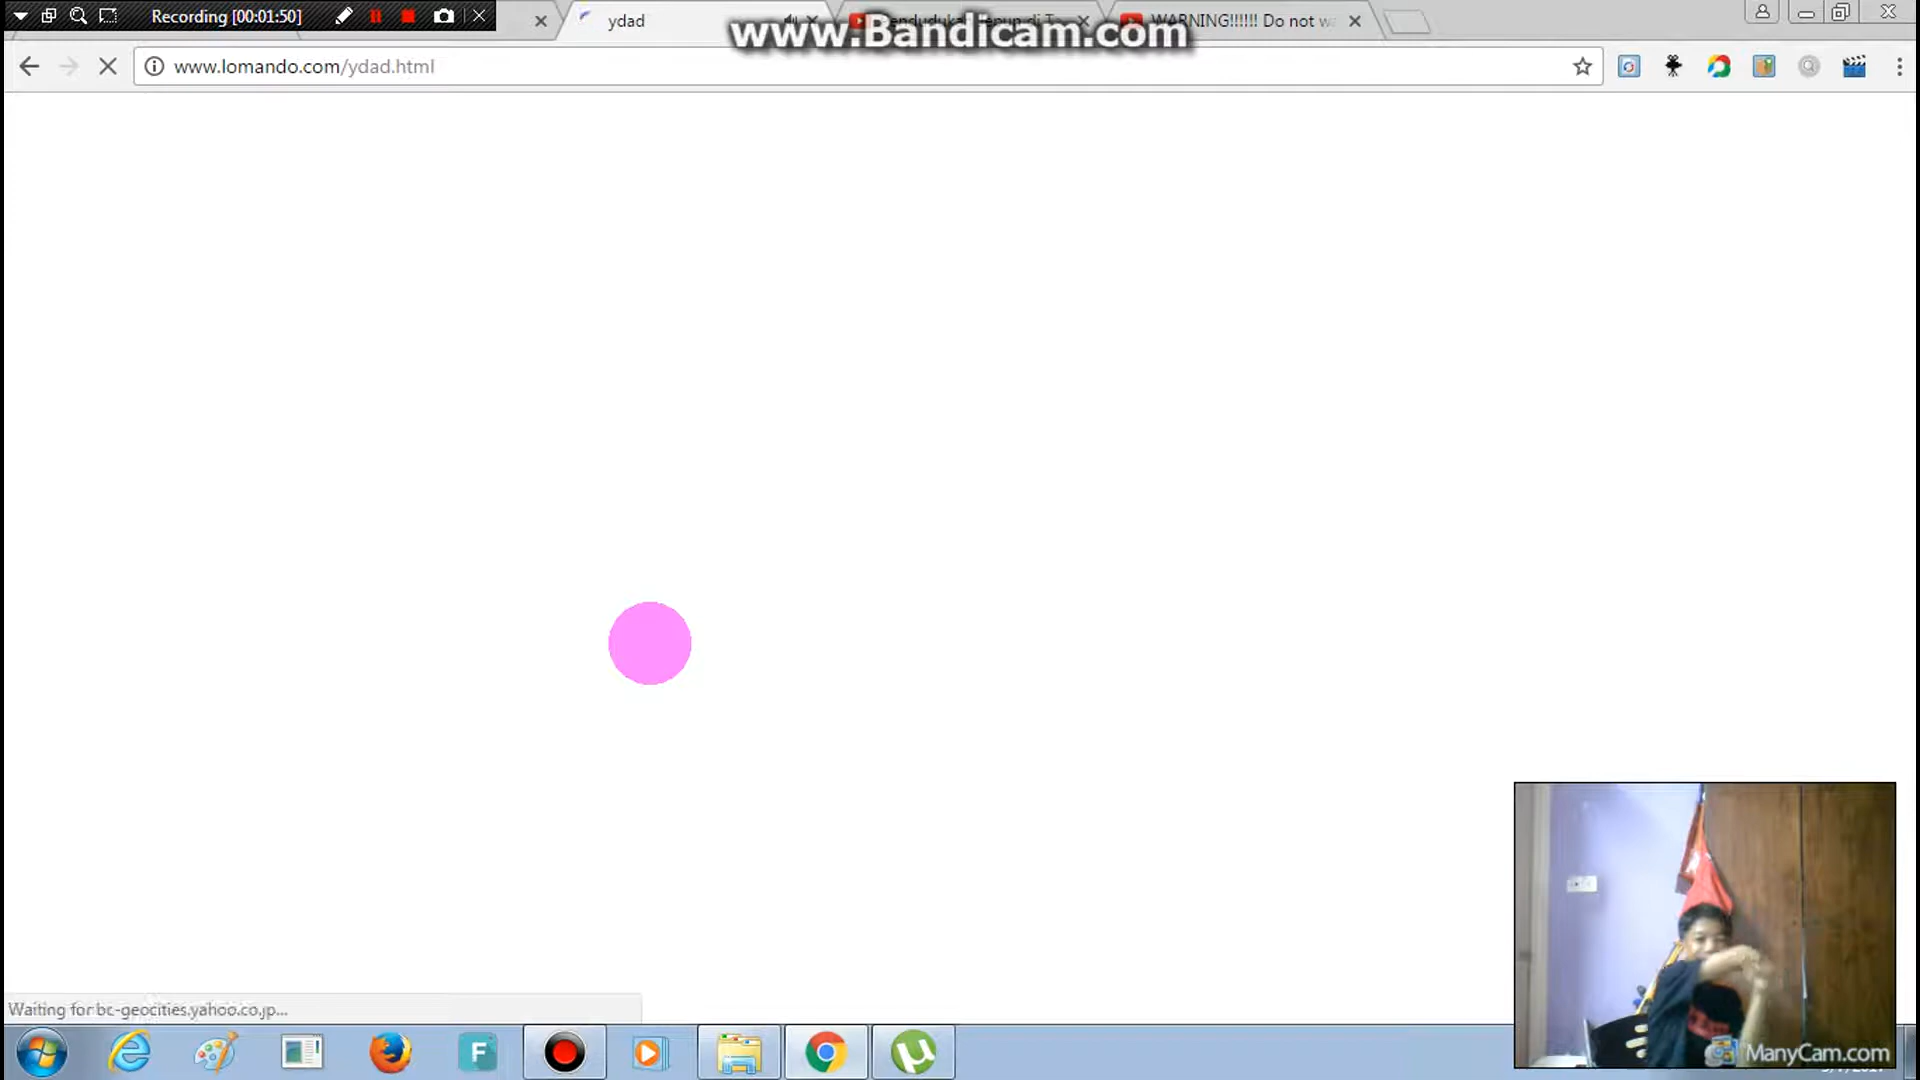 Recording [00:01:50]
ydad
WARNING!!!!!! Do not w
www.Bandicam.com
www.lomando.com/ydad.html
Waiting for bc-geocities.yahoo.co.jp...
F
ManyCam.com